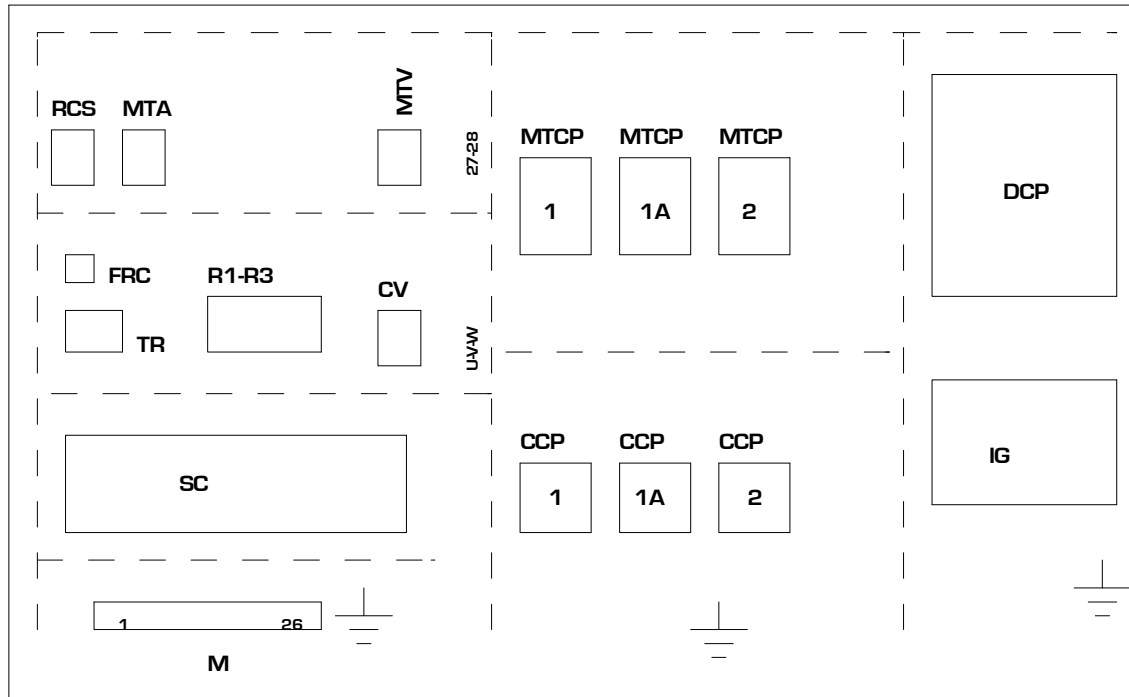 RCS MTA MTV 27-28
MTCP MTCP MTCP
1 1A 2
DCP
FRC R1-R3 CV
TR U-V-W
CCP CCP CCP
SC 1 1A 2
IG
1 26
M